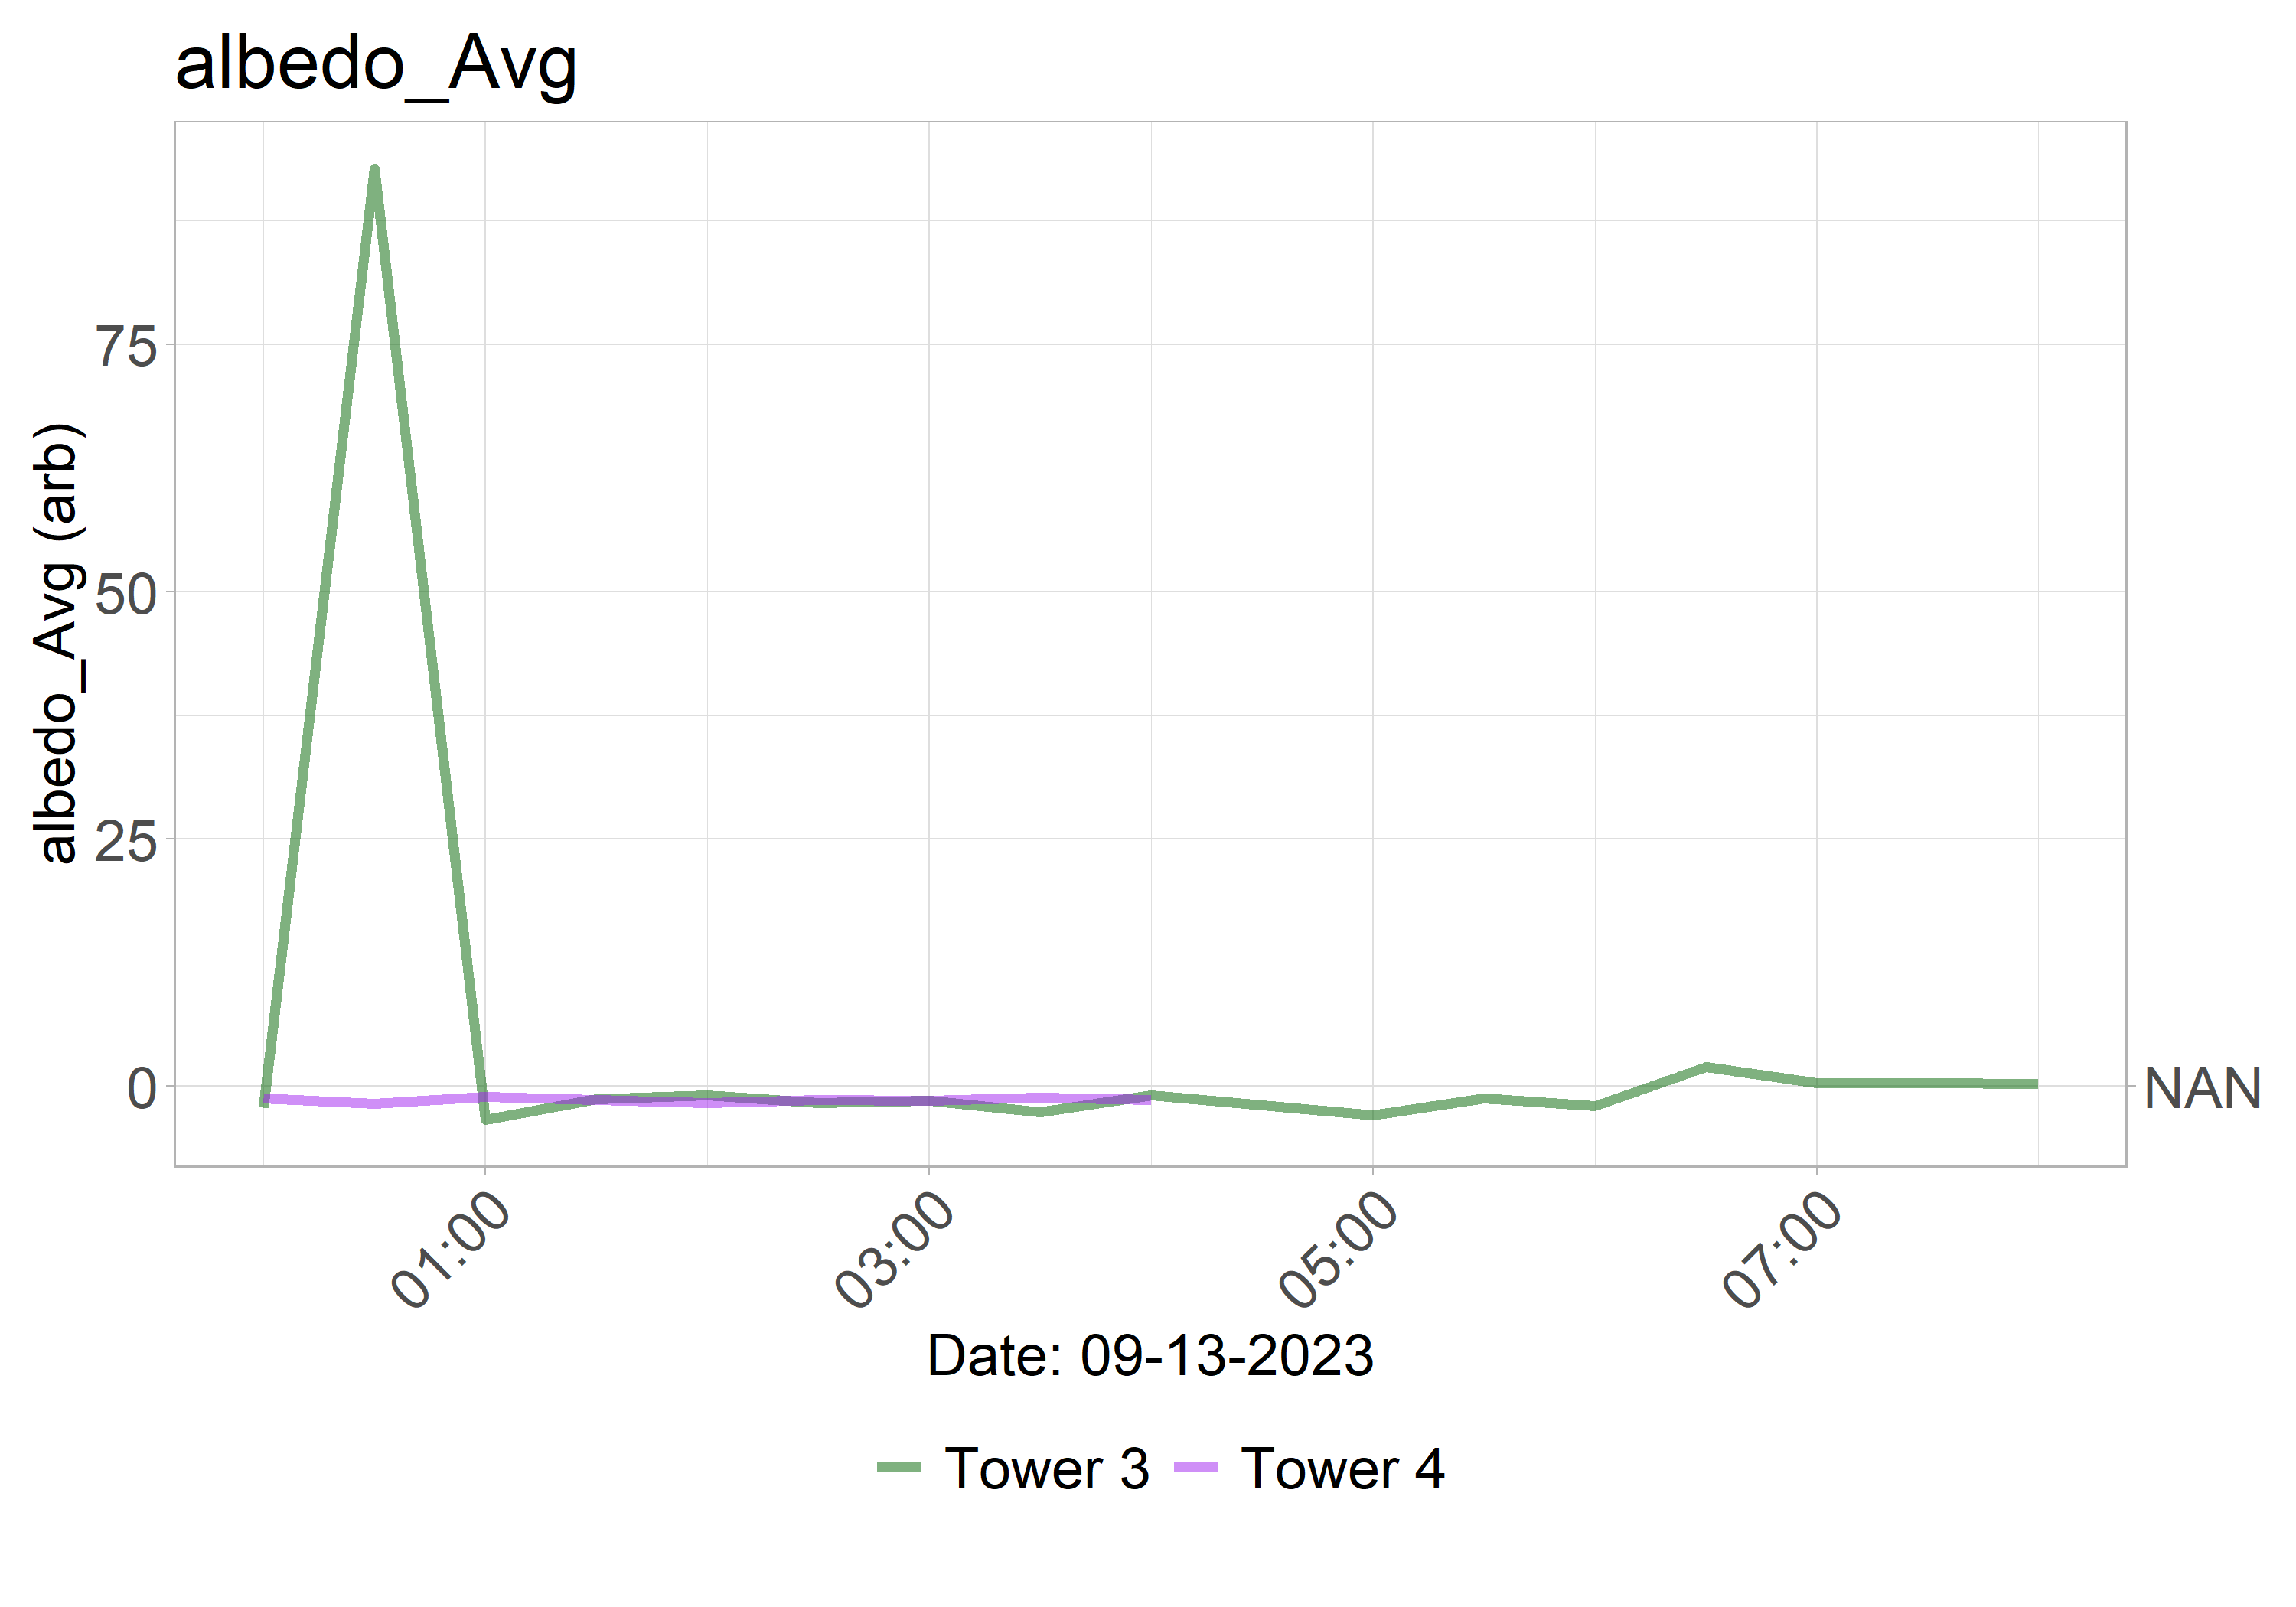 albedo_Avg
albedo_Avg (arb)
75
50
25
0
NAN
01:00
03:00
05:00
07:00
Date: 09-13-2023
Tower 3
Tower 4